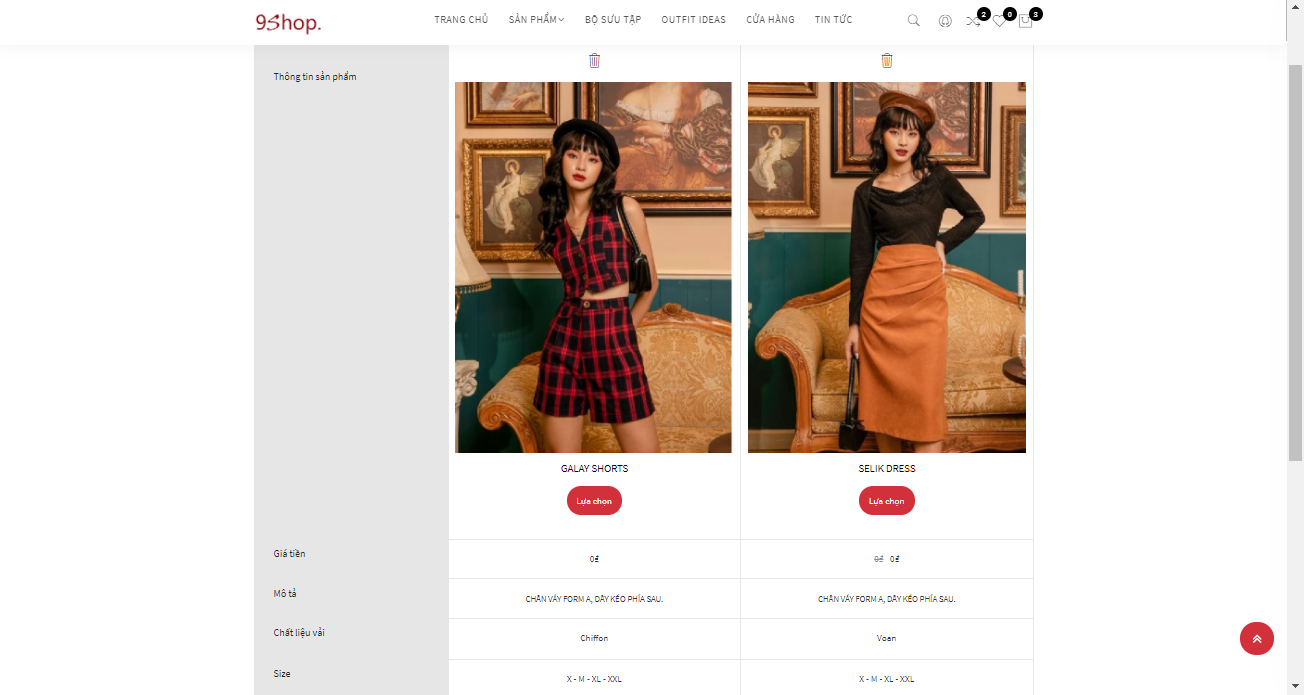 9Shop.
TRANG CHỦ SẢN PHẨM BỘ SƯU TẬP OUTFIT IDEAS CỬA HÀNG TIN TỨC
2 0 3
Thông tin sản phẩm
GALAY SHORTS SELIK DRESS
Lựa chọn Lựa chọn
Giá tiền 0₫ 0₫ 0₫
Mô tả CHÂN VÁY FORM A, DÂY KÉO PHÍA SAU. CHÂN VÁY FORM A, DÂY KÉO PHÍA SAU.
Chất liệu vải Chiffon Voan
Size X - M - XL - XXL X - M - XL - XXL